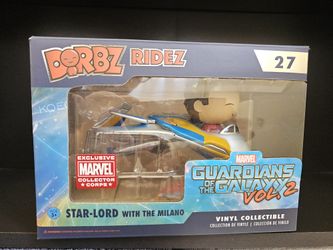 DORBZ RIDEZ
27
EXCLUSIVE
MARVEL
COLLECTOR
CORPS
MARVEL
GUARDIANS
OF THE GALAXY
VOL. 2
STAR-LORD WITH THE MILANO
VINYL COLLECTIBLE